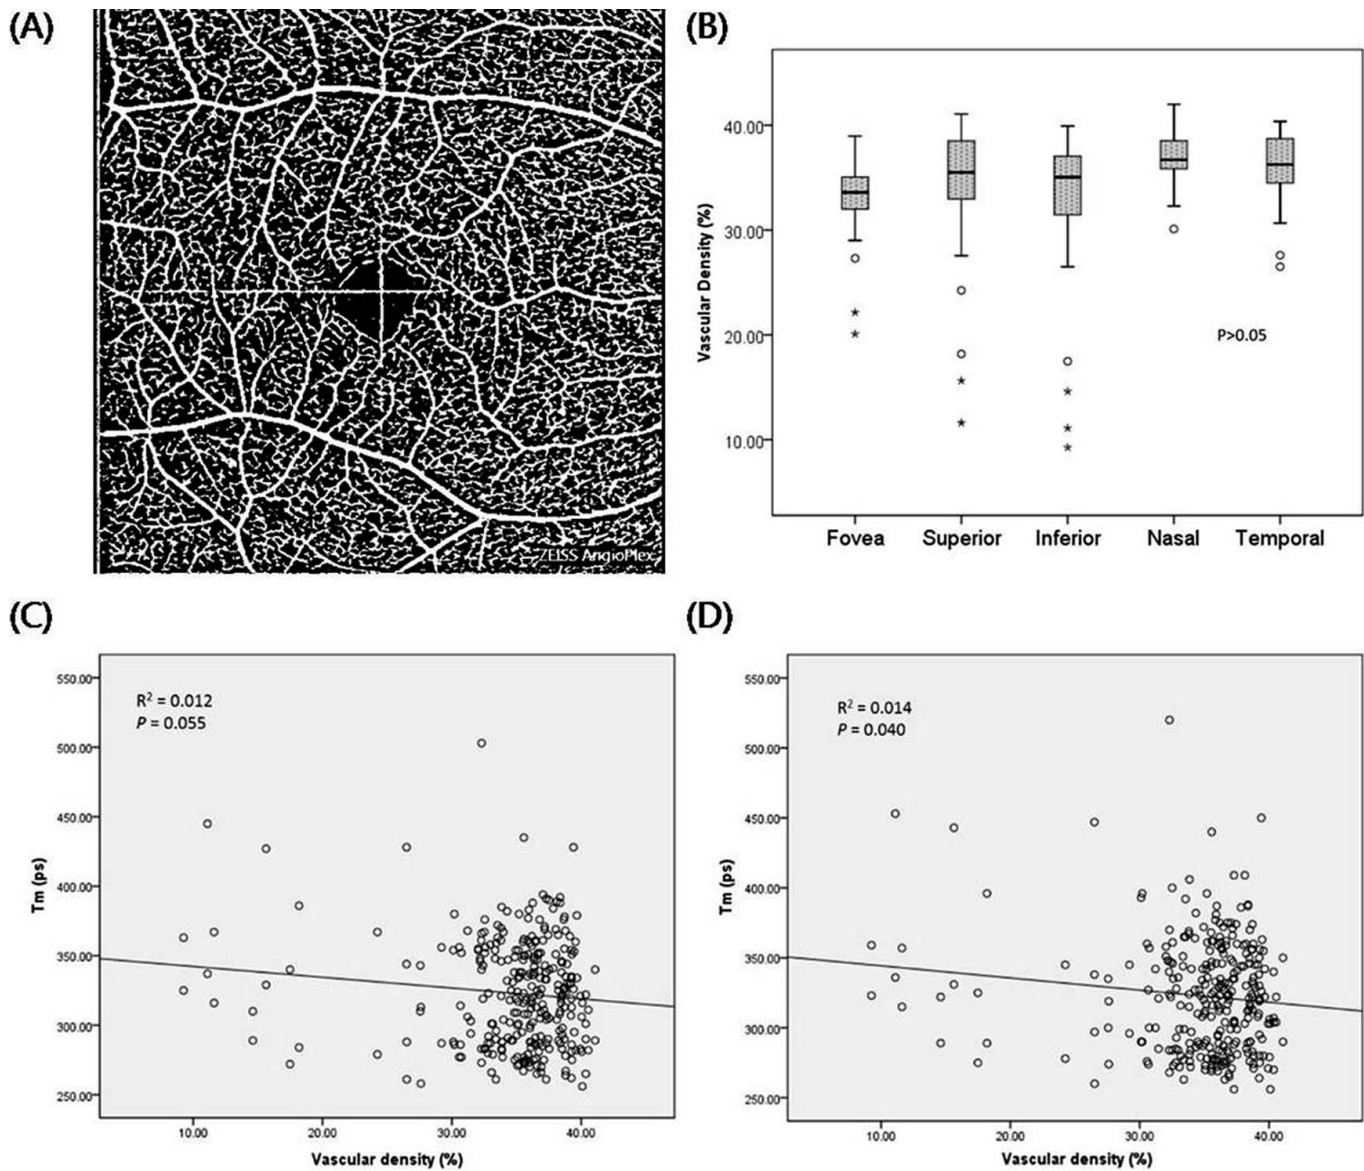 (A)
ZEISS AngioPlex
(B)
Vascular Density (%)
40.00
30.00
20.00
10.00
P>0.05
Fovea Superior Inferior Nasal Temporal
(C)
R² = 0.012
P = 0.055
Tm (ps)
550.00
500.00
450.00
400.00
350.00
300.00
250.00
10.00 20.00 30.00 40.00
Vascular density (%)
(D)
R² = 0.014
P = 0.040
Tm (ps)
550.00
500.00
450.00
400.00
350.00
300.00
250.00
10.00 20.00 30.00 40.00
Vascular density (%)